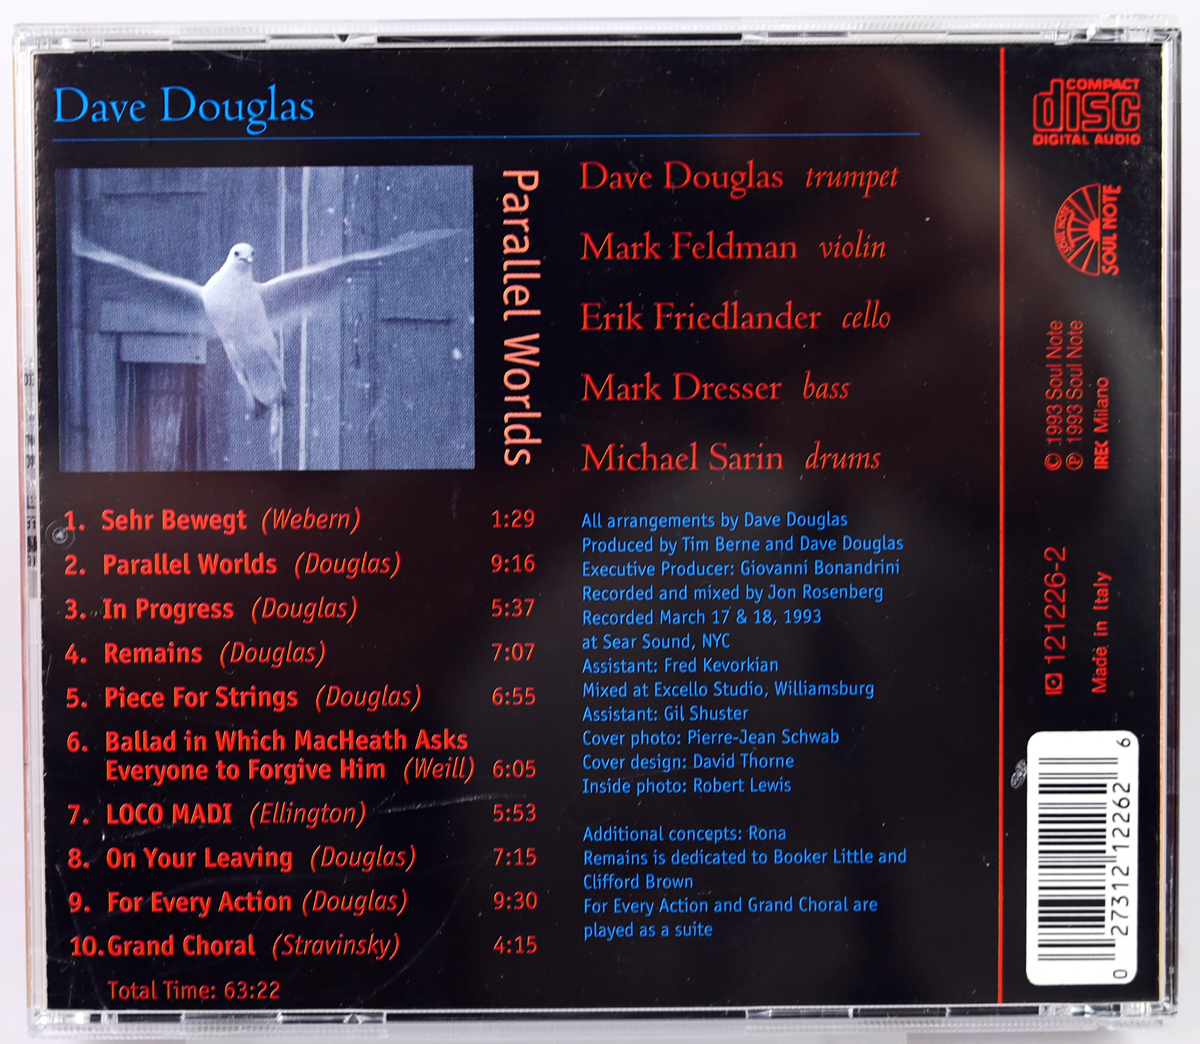 Dave Douglas
Parallel Worlds
Dave Douglas trumpet
Mark Feldman violin
Erik Friedlander cello
Mark Dresser bass
Michael Sarin drums
1. Sehr Bewegt (Webern) 1:29
2. Parallel Worlds (Douglas) 9:16
3. In Progress (Douglas) 5:37
4. Remains (Douglas) 7:07
5. Piece For Strings (Douglas) 6:55
6. Ballad in Which MacHeath Asks
Everyone to Forgive Him (Weill) 6:05
7. LOCO MADI (Ellington) 5:53
8. On Your Leaving (Douglas) 7:15
9. For Every Action (Douglas) 9:30
10. Grand Choral (Stravinsky) 4:15
Total Time: 63:22
All arrangements by Dave Douglas
Produced by Tim Berne and Dave Douglas
Executive Producer: Giovanni Bonandrini
Recorded and mixed by Jon Rosenberg
Recorded March 17 & 18, 1993
at Sear Sound, NYC
Assistant: Fred Kevorkian
Mixed at Excello Studio, Williamsburg
Assistant: Gil Shuster
Cover photo: Pierre-Jean Schwab
Cover design: David Thorne
Inside photo: Robert Lewis
Additional concepts: Rona
Remains is dedicated to Booker Little and
Clifford Brown
For Every Action and Grand Choral are
played as a suite
COMPACT
disc
DIGITAL AUDIO
SOUL NOTE
SOUL NOTE
© 1993 Soul Note
℗ 1993 Soul Note
IREC Milano
121226-2
Made in Italy
0 27312 12262 6